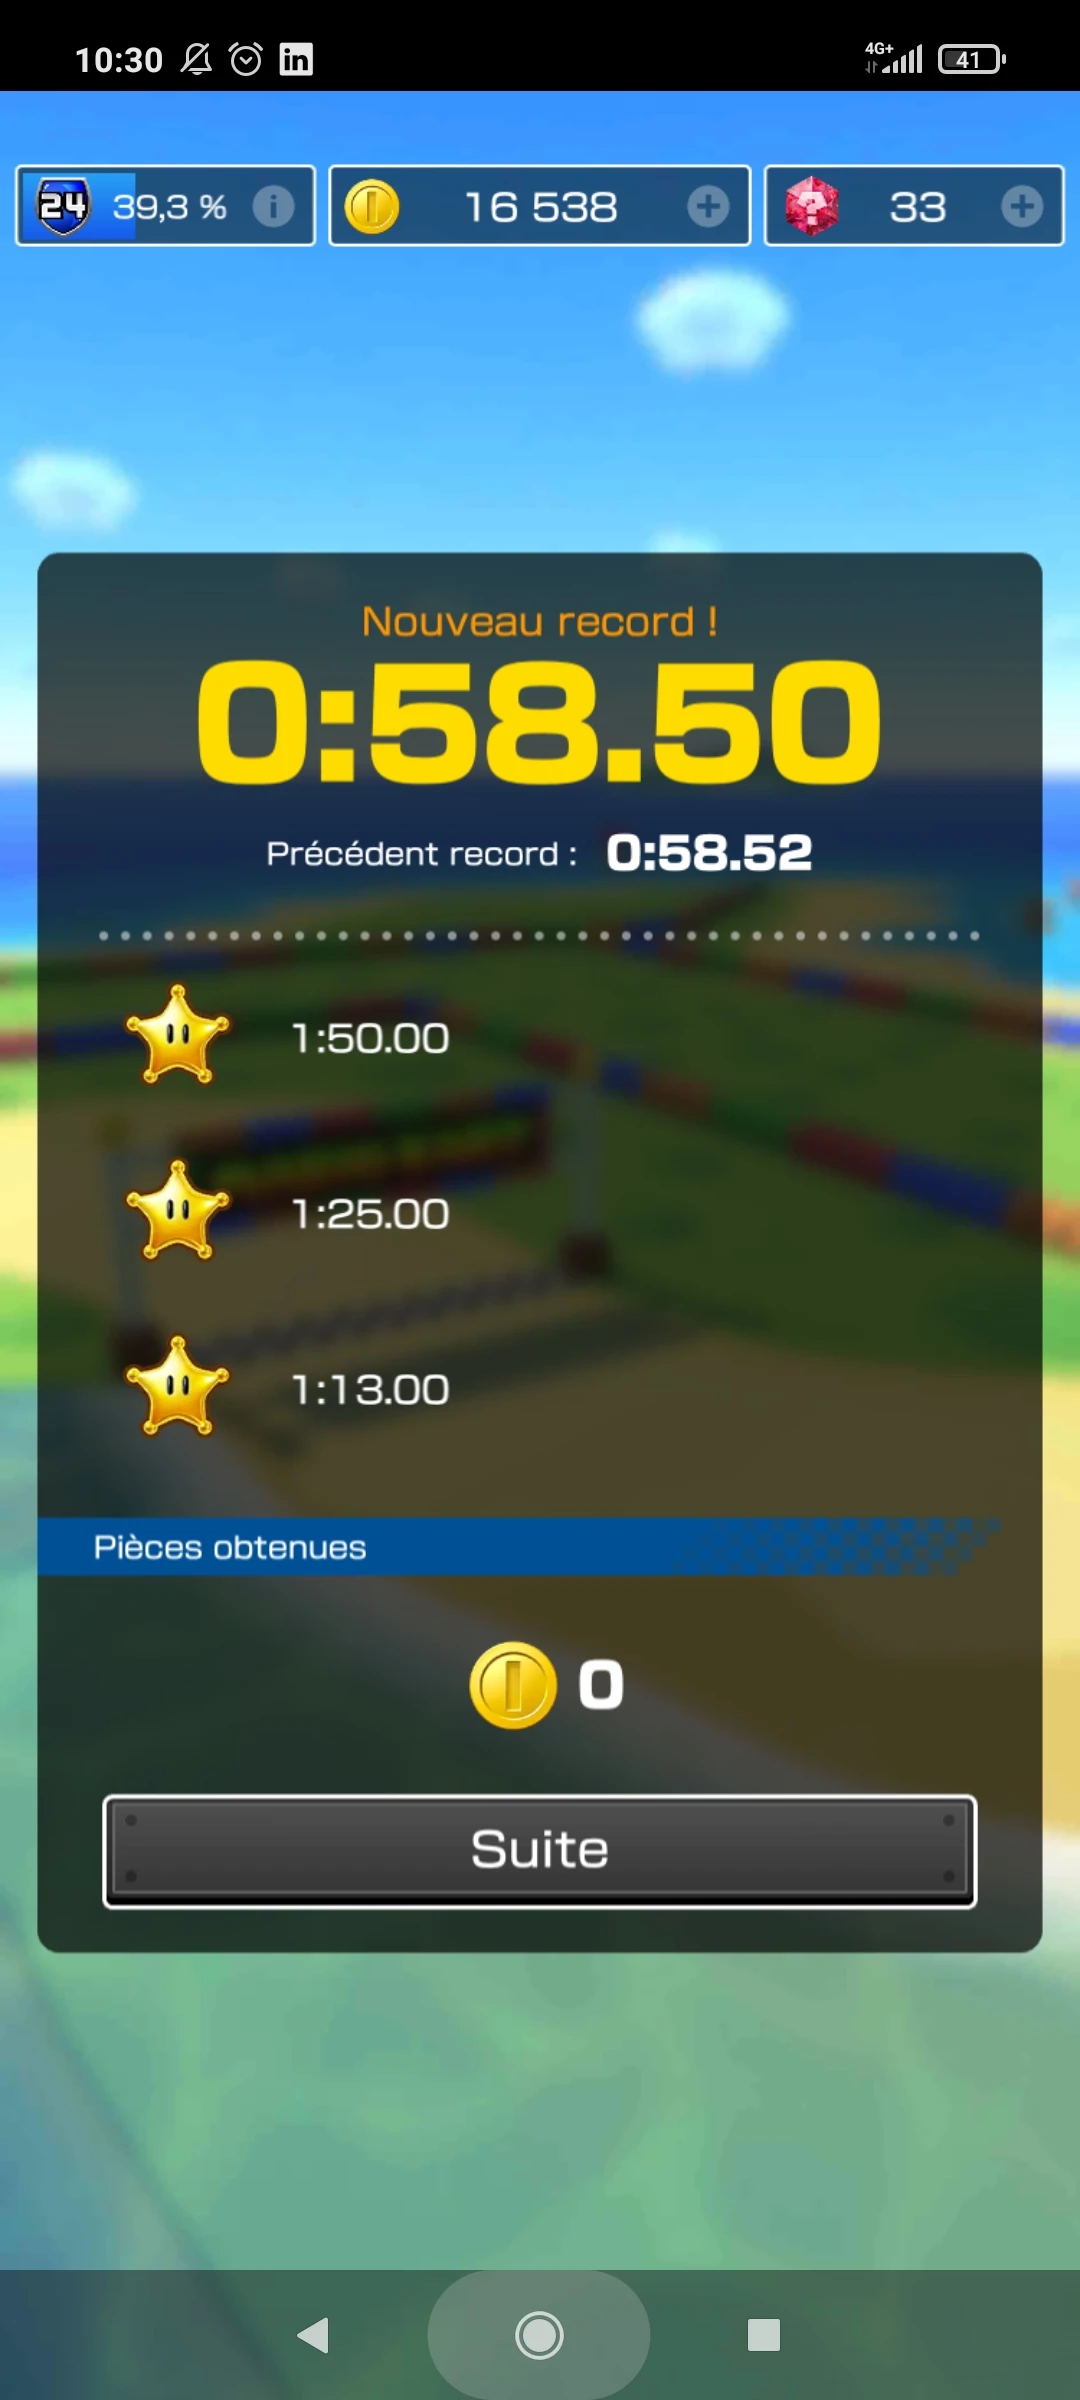 10:30
4G+
41
24
39,3 %
16 538
33
Nouveau record !
0:58.50
Précédent record : 0:58.52
1:50.00
1:25.00
1:13.00
Pièces obtenues
0
Suite